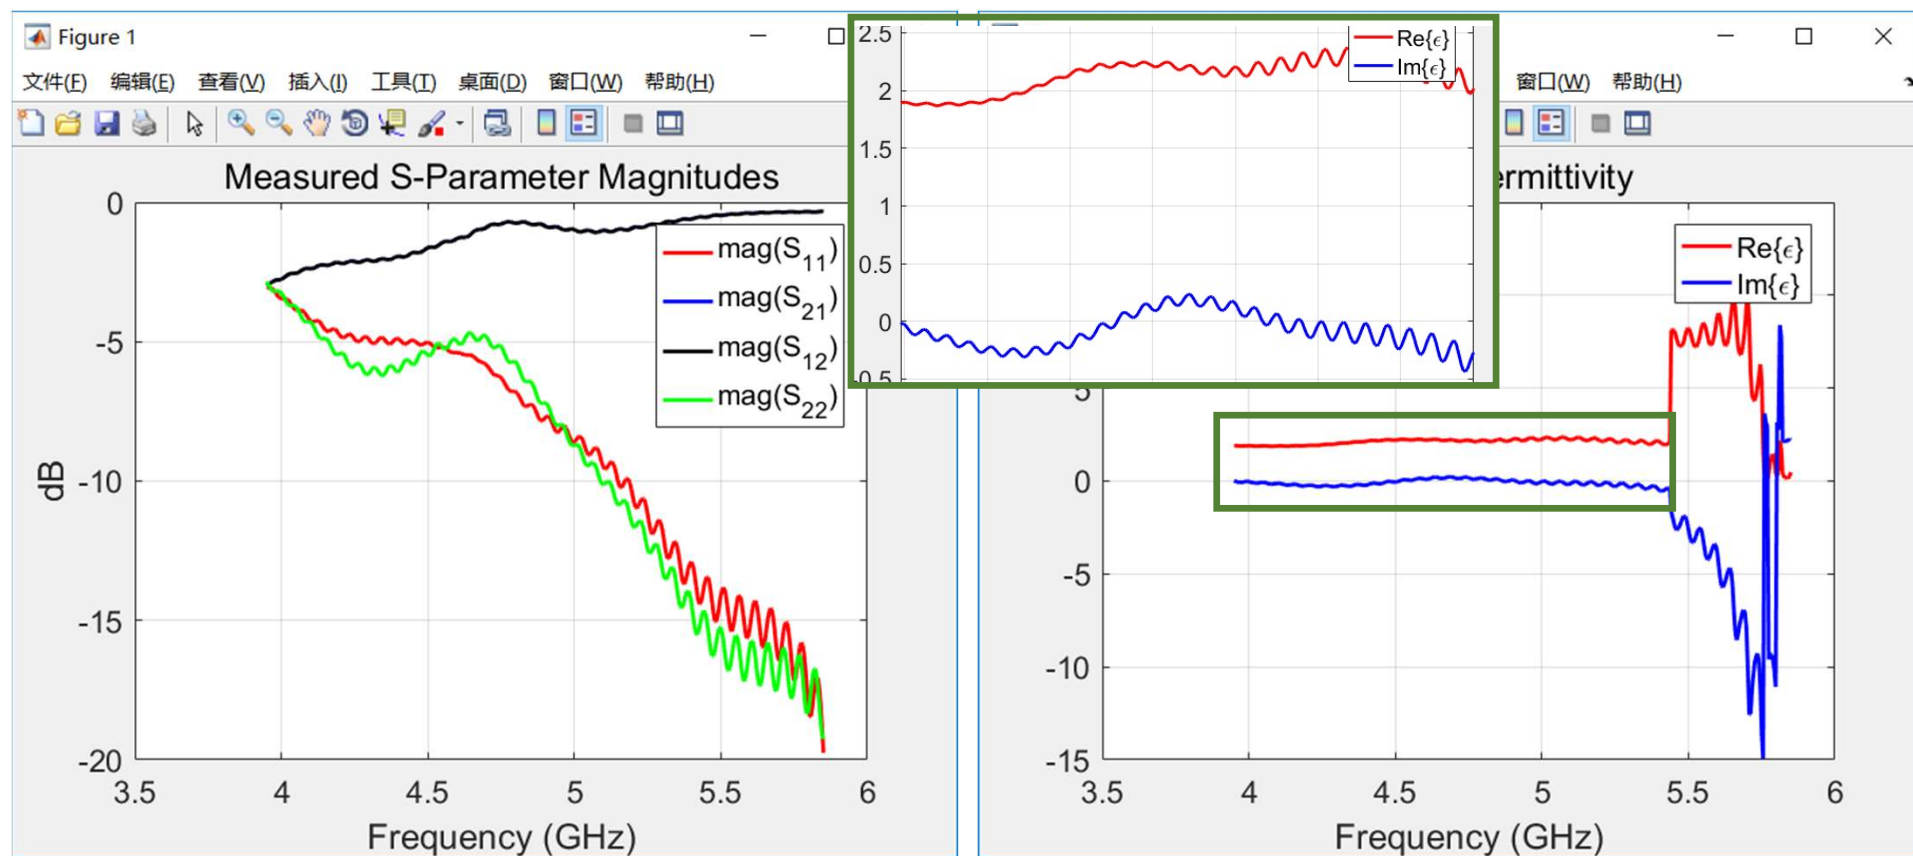 Figure 1
文件(F) 编辑(E) 查看(V) 插入(I) 工具(T) 桌面(D) 窗口(W) 帮助(H)
Measured S-Parameter Magnitudes
0
-5
-10
-15
-20
dB
3.5 4 4.5 5 5.5 6
Frequency (GHz)
mag(S11)
mag(S21)
mag(S12)
mag(S22)
2.5
2
1.5
1
0.5
0
0.5
Re{ϵ}
Im{ϵ}
窗口(W) 帮助(H)
ermittivity
Re{ϵ}
Im{ϵ}
5
0
-5
-10
-15
3.5 4 4.5 5 5.5 6
Frequency (GHz)